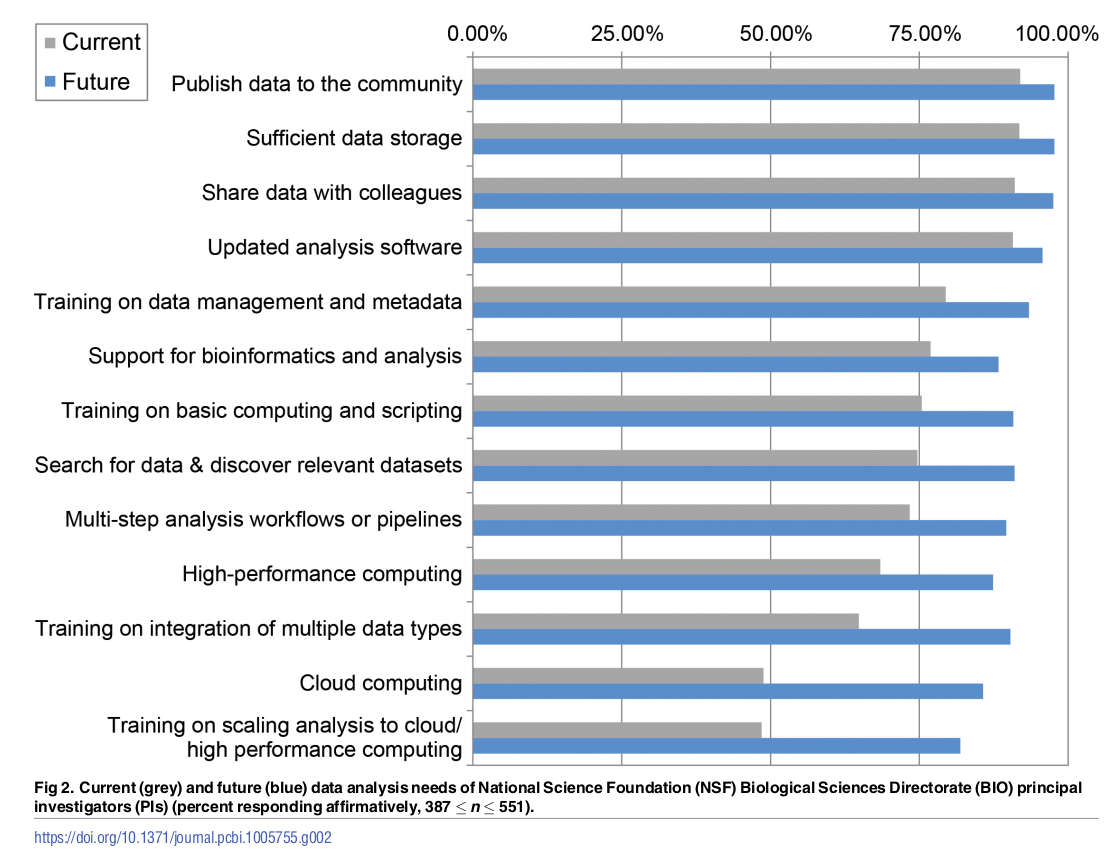 Current
Future
0.00% 25.00% 50.00% 75.00% 100.00%
Publish data to the community
Sufficient data storage
Share data with colleagues
Updated analysis software
Training on data management and metadata
Support for bioinformatics and analysis
Training on basic computing and scripting
Search for data & discover relevant datasets
Multi-step analysis workflows or pipelines
High-performance computing
Training on integration of multiple data types
Cloud computing
Training on scaling analysis to cloud/
high performance computing
Fig 2. Current (grey) and future (blue) data analysis needs of National Science Foundation (NSF) Biological Sciences Directorate (BIO) principal
investigators (PIs) (percent responding affirmatively, 387 ≤ n ≤ 551).
https://doi.org/10.1371/journal.pcbi.1005755.g002